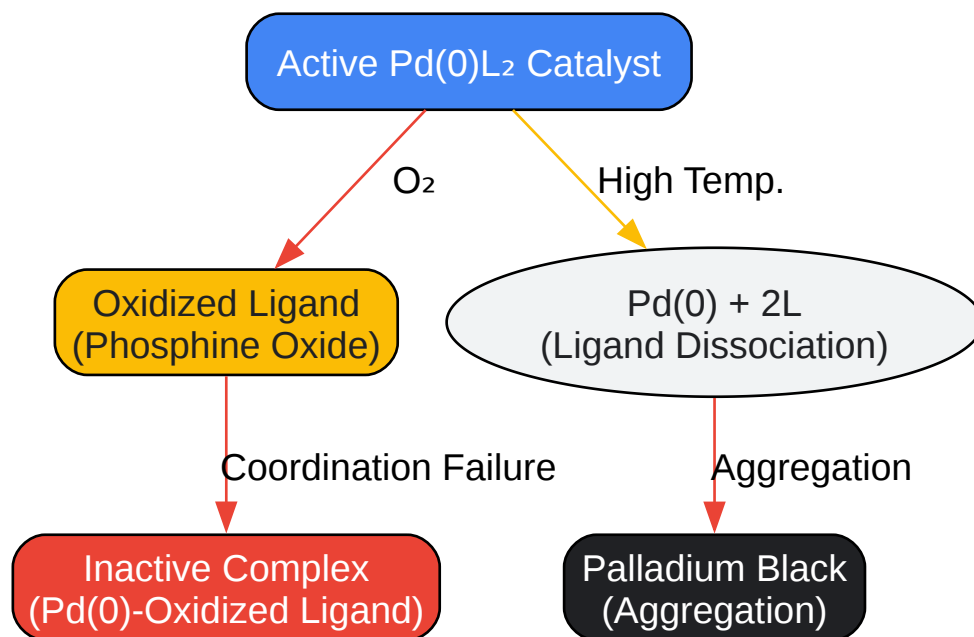 Active Pd(0)L₂ Catalyst
O₂
High Temp.
Oxidized Ligand
(Phosphine Oxide)
Pd(0) + 2L
(Ligand Dissociation)
Coordination Failure
Aggregation
Inactive Complex
(Pd(0)-Oxidized Ligand)
Palladium Black
(Aggregation)